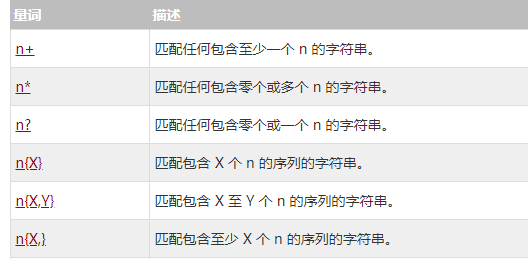 量词 描述
n+ 匹配任何包含至少一个 n 的字符串。
n* 匹配任何包含零个或多个 n 的字符串。
n? 匹配任何包含零个或一个 n 的字符串。
n{X} 匹配包含 X 个 n 的序列的字符串。
n{X,Y} 匹配包含 X 至 Y 个 n 的序列的字符串。
n{X,} 匹配包含至少 X 个 n 的序列的字符串。